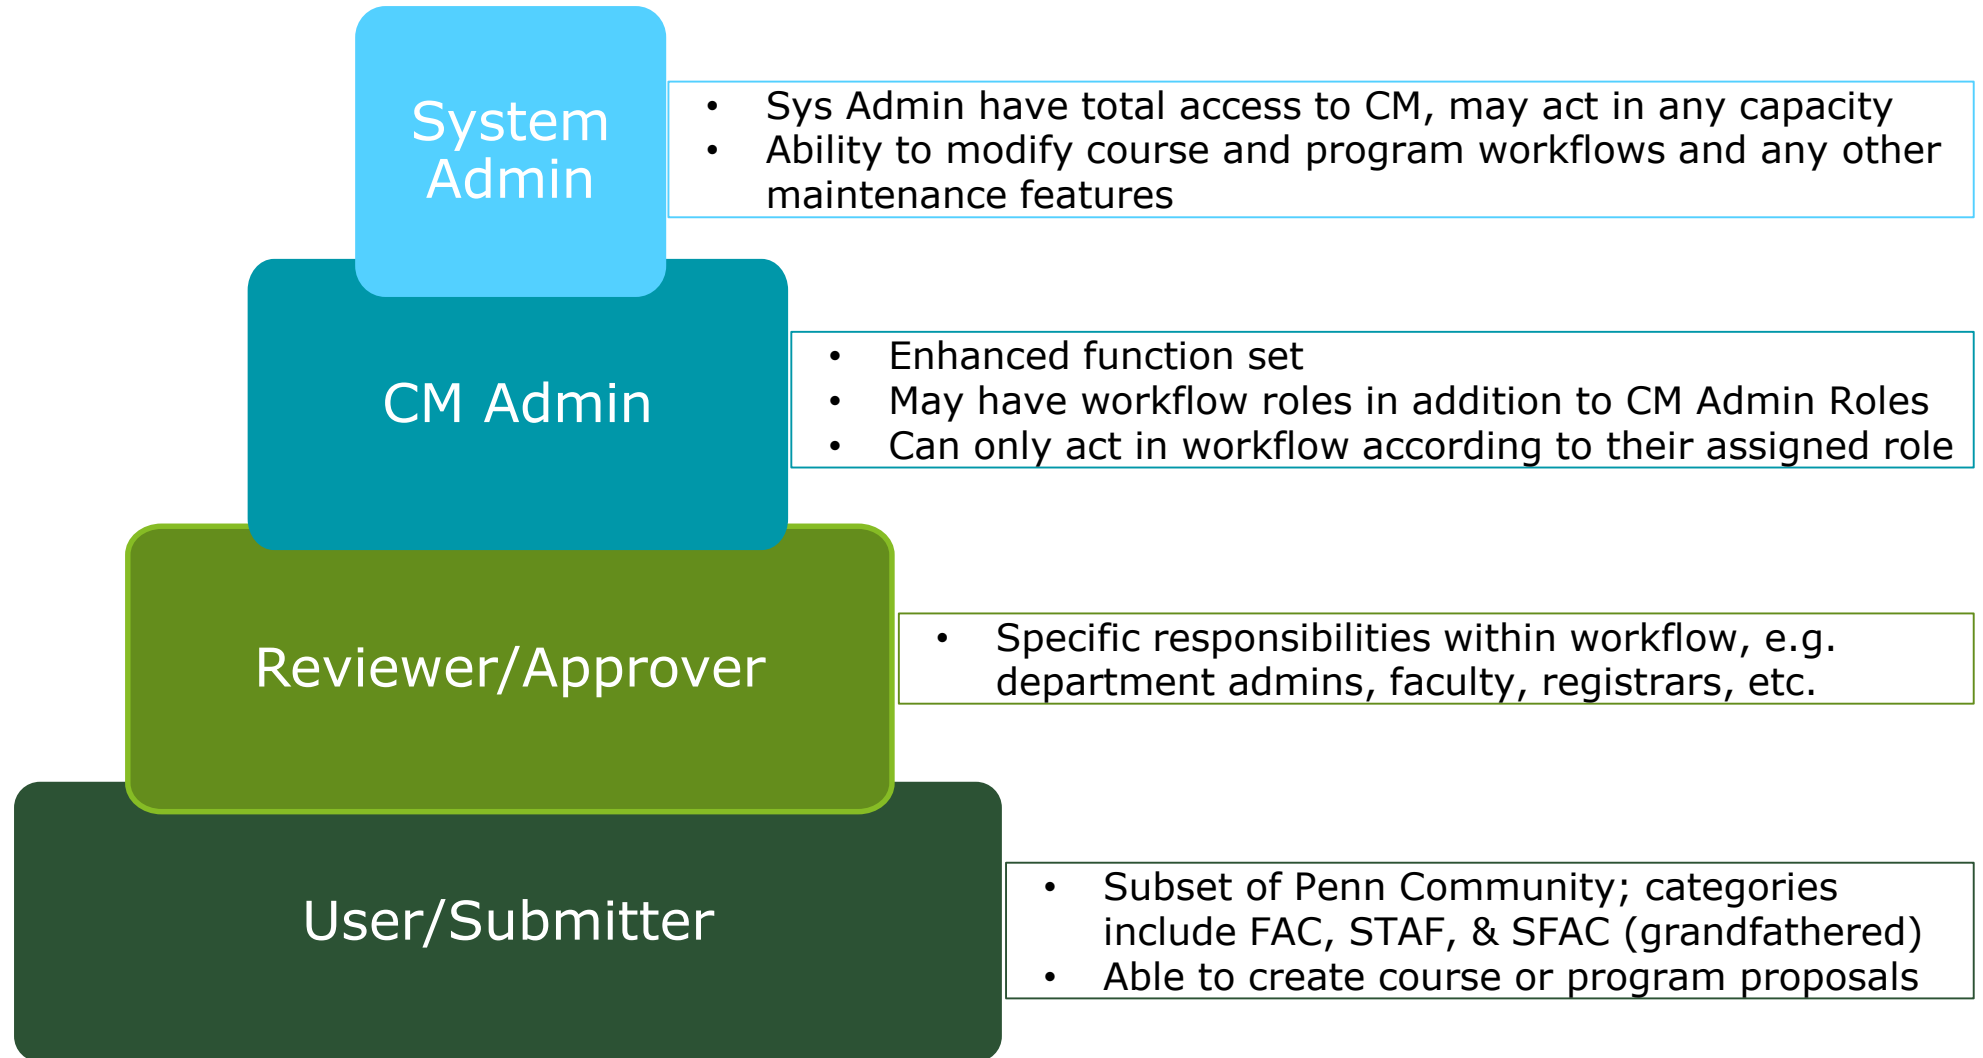 System
Admin
• Sys Admin have total access to CM, may act in any capacity
• Ability to modify course and program workflows and any other
maintenance features
CM Admin
• Enhanced function set
• May have workflow roles in addition to CM Admin Roles
• Can only act in workflow according to their assigned role
Reviewer/Approver
• Specific responsibilities within workflow, e.g.
department admins, faculty, registrars, etc.
User/Submitter
• Subset of Penn Community; categories
include FAC, STAF, & SFAC (grandfathered)
• Able to create course or program proposals